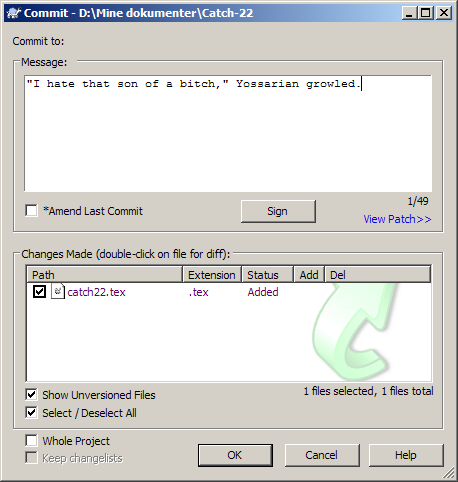 Commit - D:\Mine dokumenter\Catch-22
Commit to:
Message:
"I hate that son of a bitch," Yossarian growled.
1/49
*Amend Last Commit
Sign
View Patch>>
Changes Made (double-click on file for diff):
Path Extension Status Add Del
catch22.tex .tex Added
Show Unversioned Files
1 files selected, 1 files total
Select / Deselect All
Whole Project
Keep changelists
OK Cancel Help